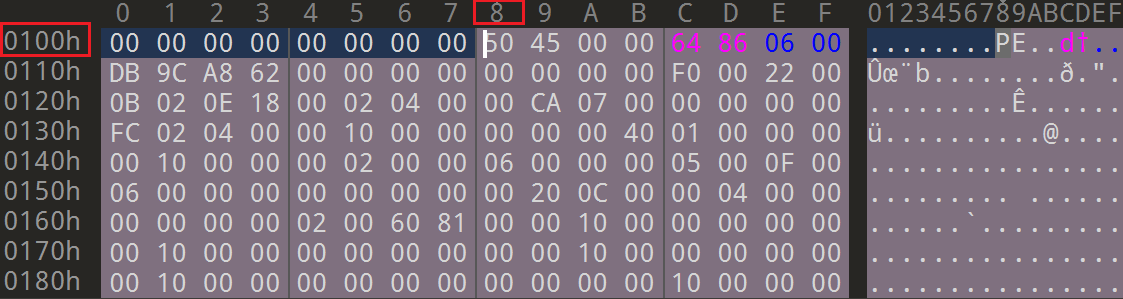 0 1 2 3 4 5 6 7 8 9 A B C D E F 0123456789ABCDEF
0100h 00 00 00 00 00 00 00 00 50 45 00 00 64 86 06 00 ........PE..d†..
0110h DB 9C A8 62 00 00 00 00 00 00 00 00 F0 00 22 00 Ûœ¨b........ð.".
0120h 0B 02 0E 18 00 02 04 00 00 CA 07 00 00 00 00 00 .........Ê......
0130h FC 02 04 00 00 10 00 00 00 00 00 40 01 00 00 00 ü..........@....
0140h 00 10 00 00 00 02 00 00 06 00 00 00 05 00 0F 00 ................
0150h 06 00 00 00 00 00 00 00 00 20 0C 00 00 04 00 00 ......... ......
0160h 00 00 00 00 02 00 60 81 00 00 10 00 00 00 00 00 ......`.........
0170h 00 10 00 00 00 00 00 00 00 00 10 00 00 00 00 00 ................
0180h 00 10 00 00 00 00 00 00 00 00 00 00 10 00 00 00 ................